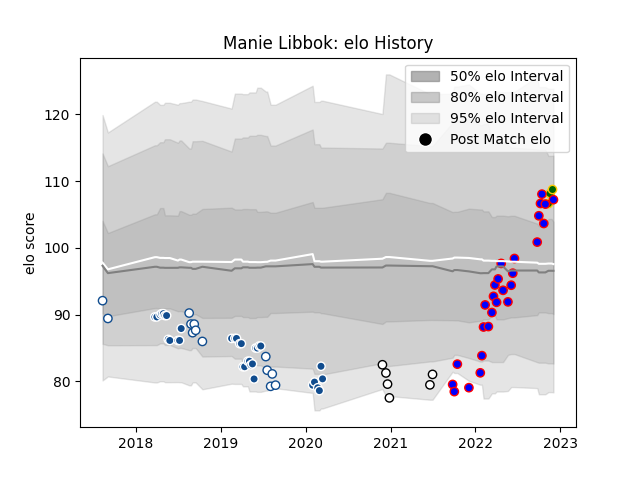 Manie Libbok: elo History
50% elo Interval
80% elo Interval
95% elo Interval
Post Match elo
elo score
120
110
100
90
80
2018 2019 2020 2021 2022 2023